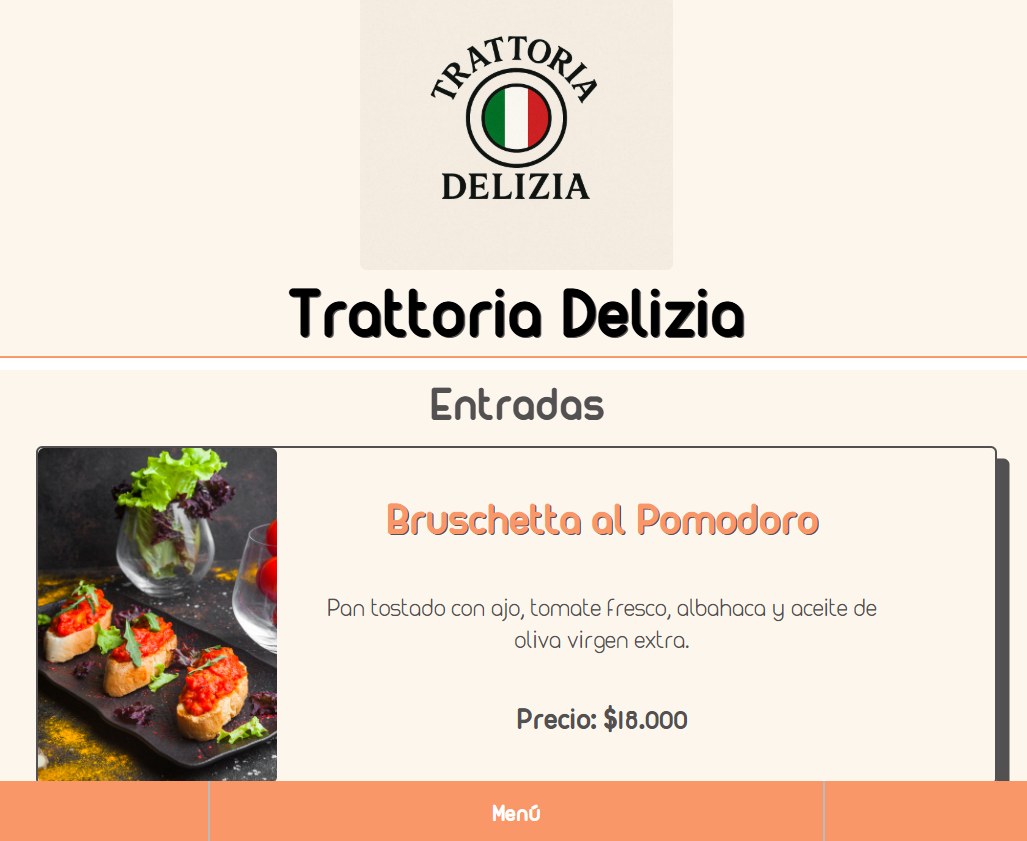 TRATTORIA
DELIZIA
Trattoria Delizia
Entradas
Bruschetta al Pomodoro
Pan tostado con ajo, tomate fresco, albahaca y aceite de
oliva virgen extra.
Precio: $18.000
Menú